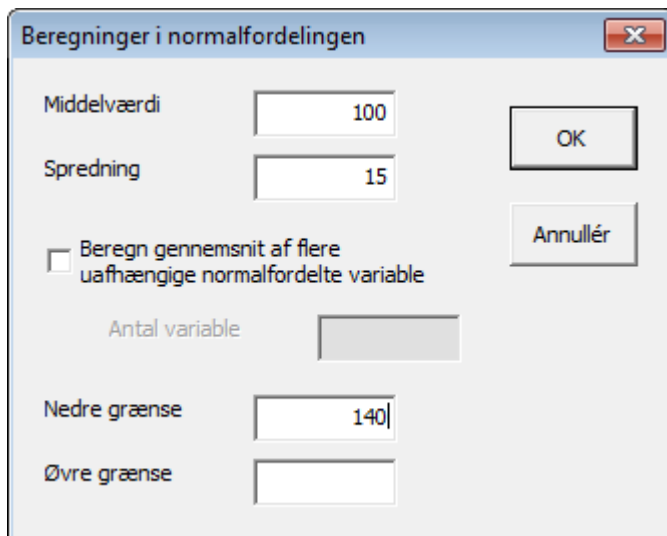 Beregninger i normalfordelingen
Middelværdi 100
OK
Spredning 15
Beregn gennemsnit af flere
uafhængige normalfordelte variable
Annullér
Antal variable
Nedre grænse 140
Øvre grænse